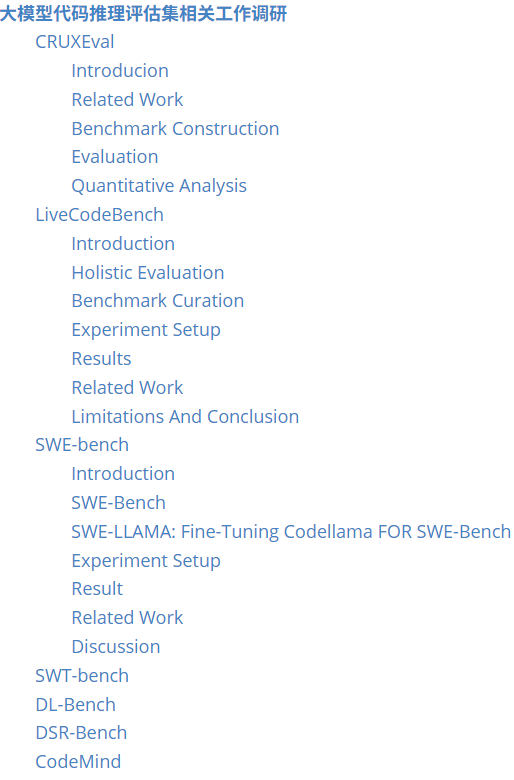 大模型代码推理评估集相关工作调研
CRUXEval
Introducion
Related Work
Benchmark Construction
Evaluation
Quantitative Analysis
LiveCodeBench
Introduction
Holistic Evaluation
Benchmark Curation
Experiment Setup
Results
Related Work
Limitations And Conclusion
SWE-bench
Introduction
SWE-Bench
SWE-LLAMA: Fine-Tuning Codellama FOR SWE-Bench
Experiment Setup
Result
Related Work
Discussion
SWT-bench
DL-Bench
DSR-Bench
CodeMind